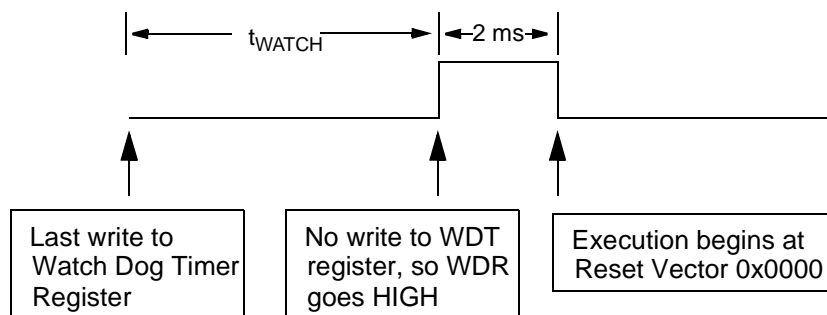 tWATCH
2 ms
Last write to
Watch Dog Timer
Register
No write to WDT
register, so WDR
goes HIGH
Execution begins at
Reset Vector 0x0000